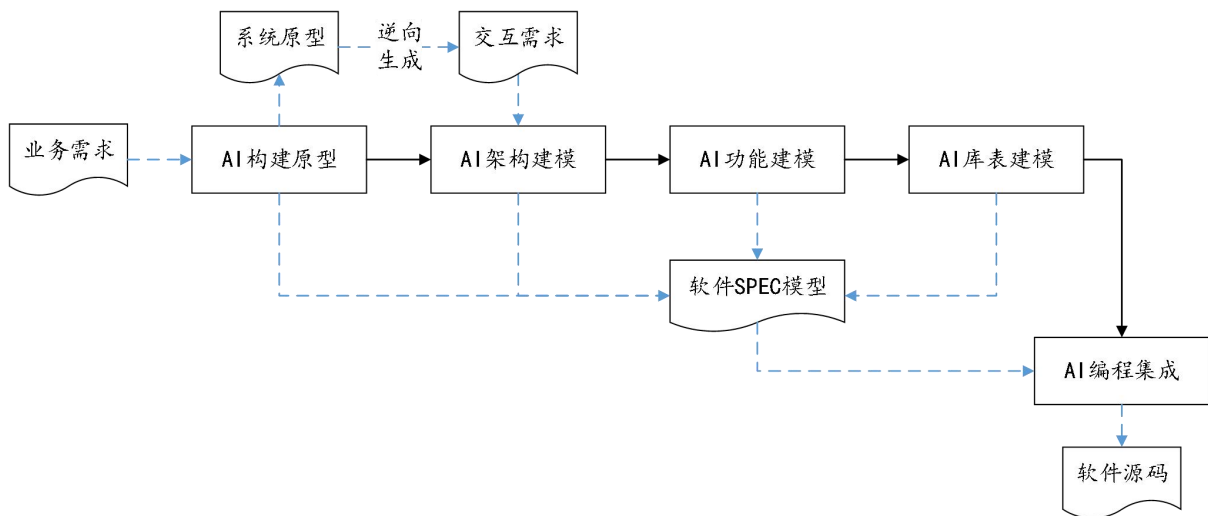 系统原型
逆向
生成
交互需求
业务需求
AI构建原型
AI架构建模
AI功能建模
AI库表建模
软件SPEC模型
AI编程集成
软件源码